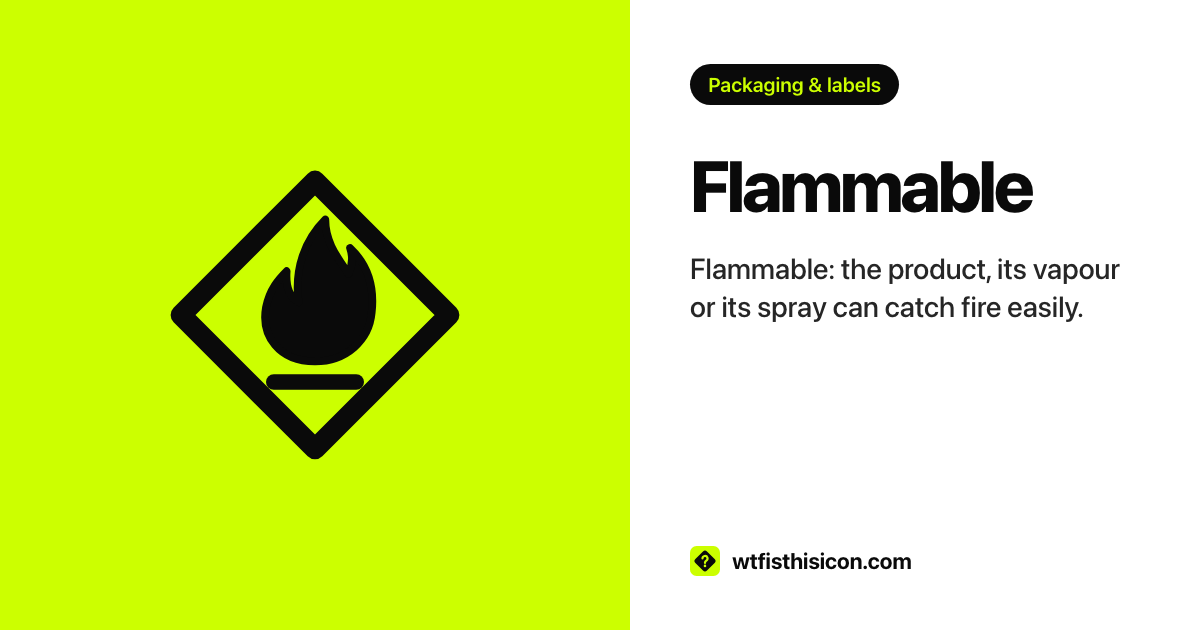 Packaging & labels
Flammable
Flammable: the product, its vapour
or its spray can catch fire easily.
?
wtfisthisicon.com